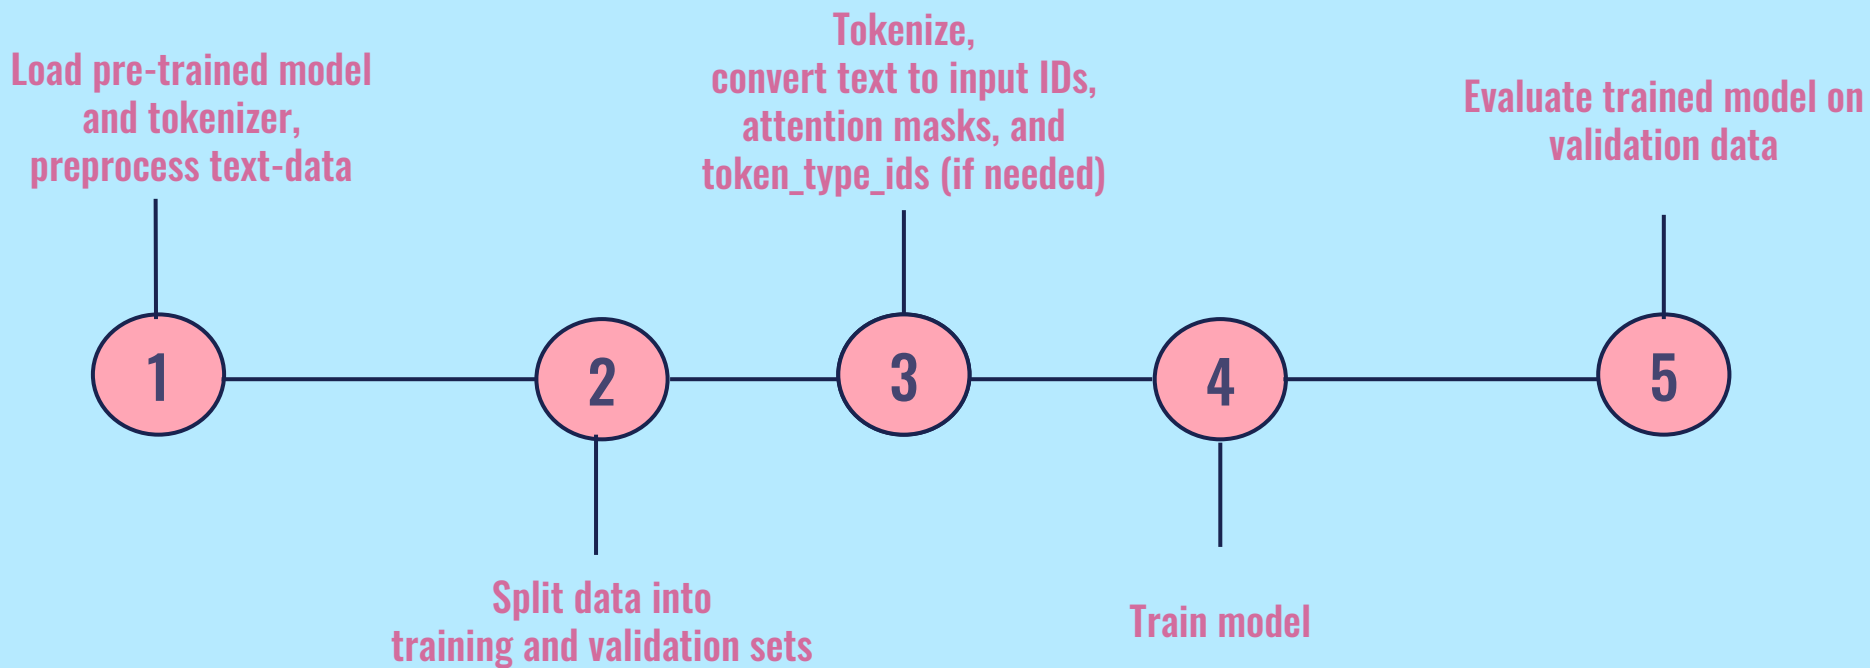 Load pre-trained model
and tokenizer,
preprocess text-data
Tokenize,
convert text to input IDs,
attention masks, and
token_type_ids (if needed)
Evaluate trained model on
validation data
1
2
3
4
5
Split data into
training and validation sets
Train model